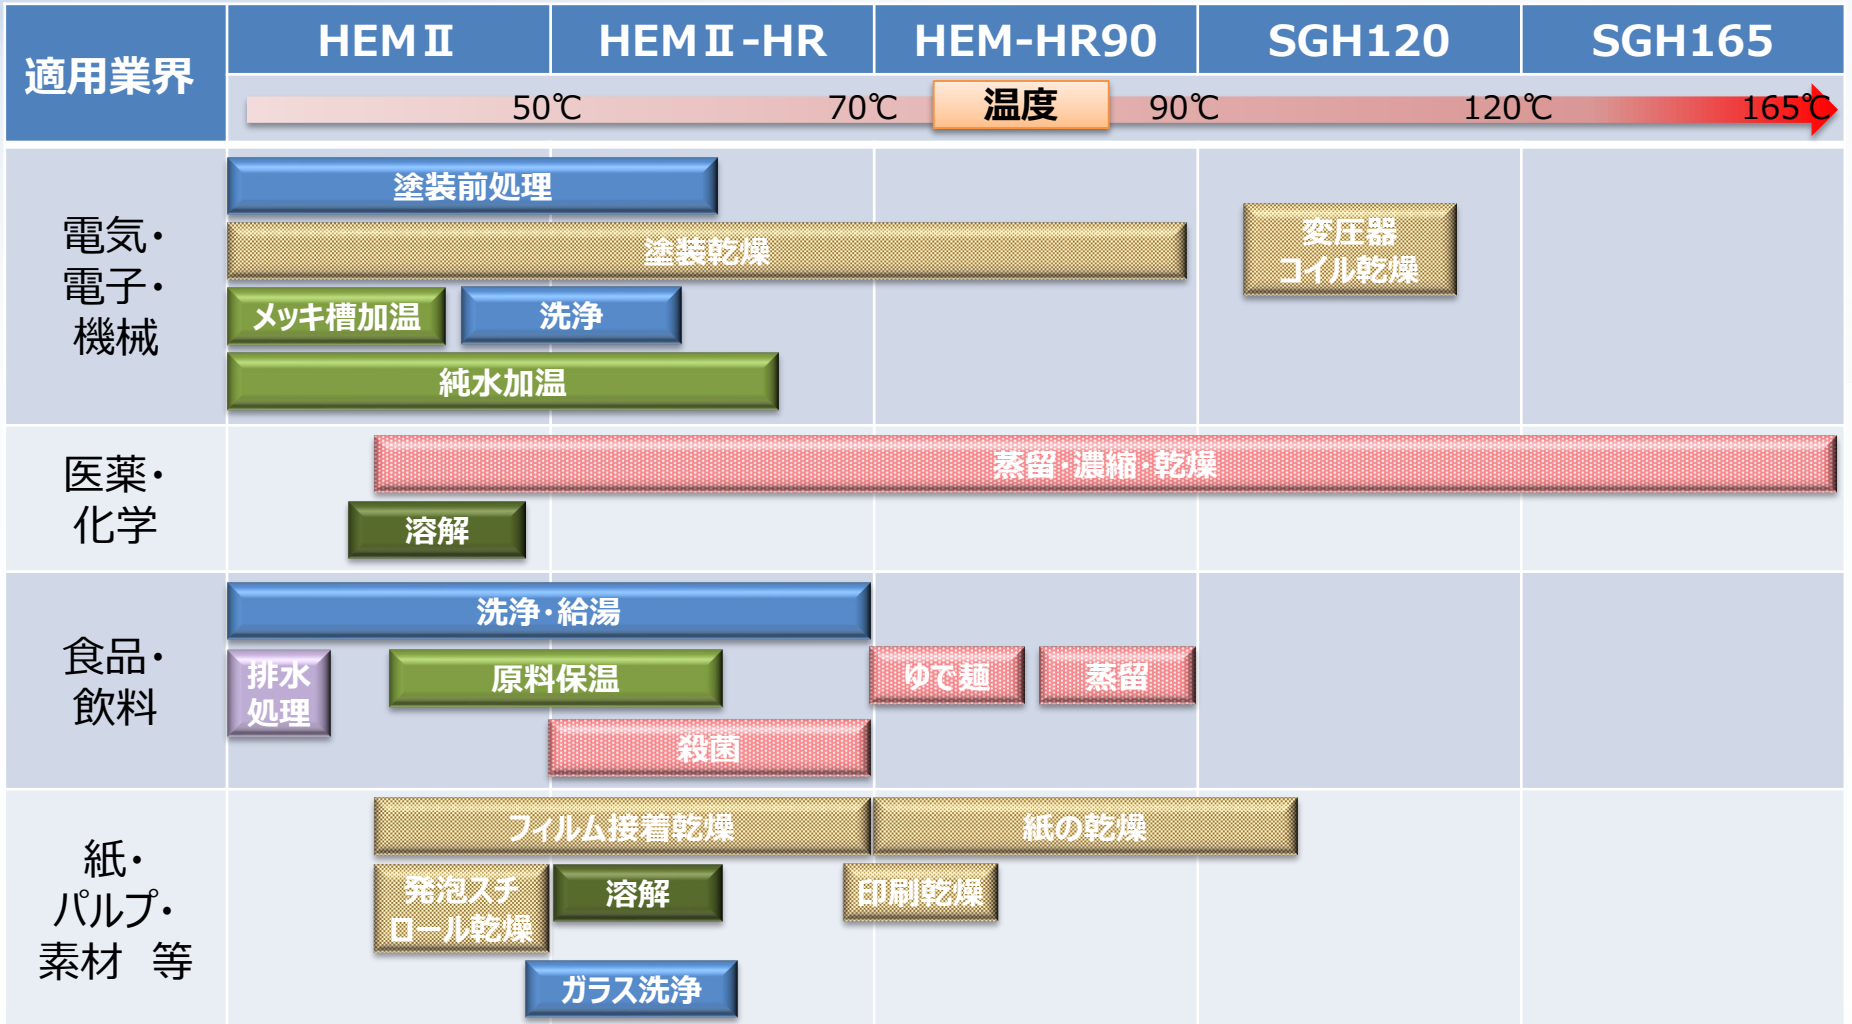 適用業界
HEMⅡ
HEMⅡ-HR
HEM-HR90
SGH120
SGH165
50℃
70℃
温度
90℃
120℃
165℃
電気・
電子・
機械
塗装前処理
塗装乾燥
変圧器
コイル乾燥
メッキ槽加温
洗浄
純水加温
医薬・
化学
蒸留・濃縮・乾燥
溶解
食品・
飲料
洗浄・給湯
排水
処理
原料保温
ゆで麺
蒸留
殺菌
紙・
パルプ・
素材　等
フィルム接着乾燥
紙の乾燥
発泡スチ
ロール乾燥
溶解
印刷乾燥
ガラス洗浄